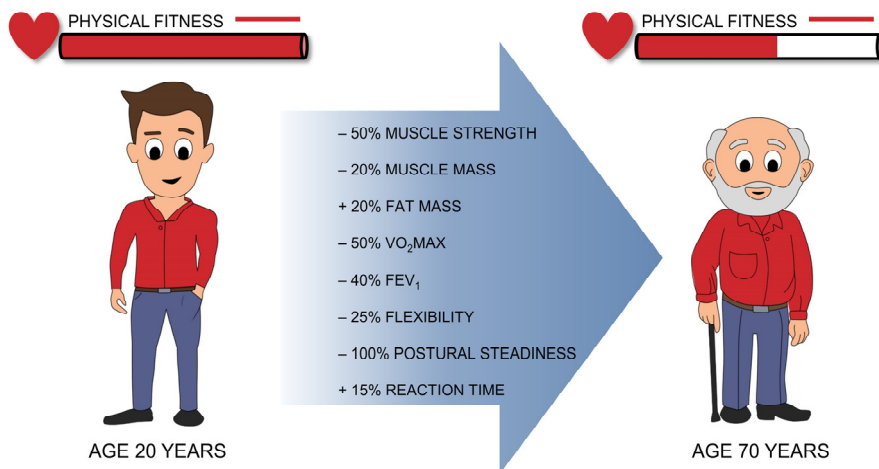 PHYSICAL FITNESS
PHYSICAL FITNESS
– 50% MUSCLE STRENGTH
– 20% MUSCLE MASS
+ 20% FAT MASS
– 50% VO₂MAX
– 40% FEV₁
– 25% FLEXIBILITY
– 100% POSTURAL STEADINESS
+ 15% REACTION TIME
AGE 20 YEARS
AGE 70 YEARS